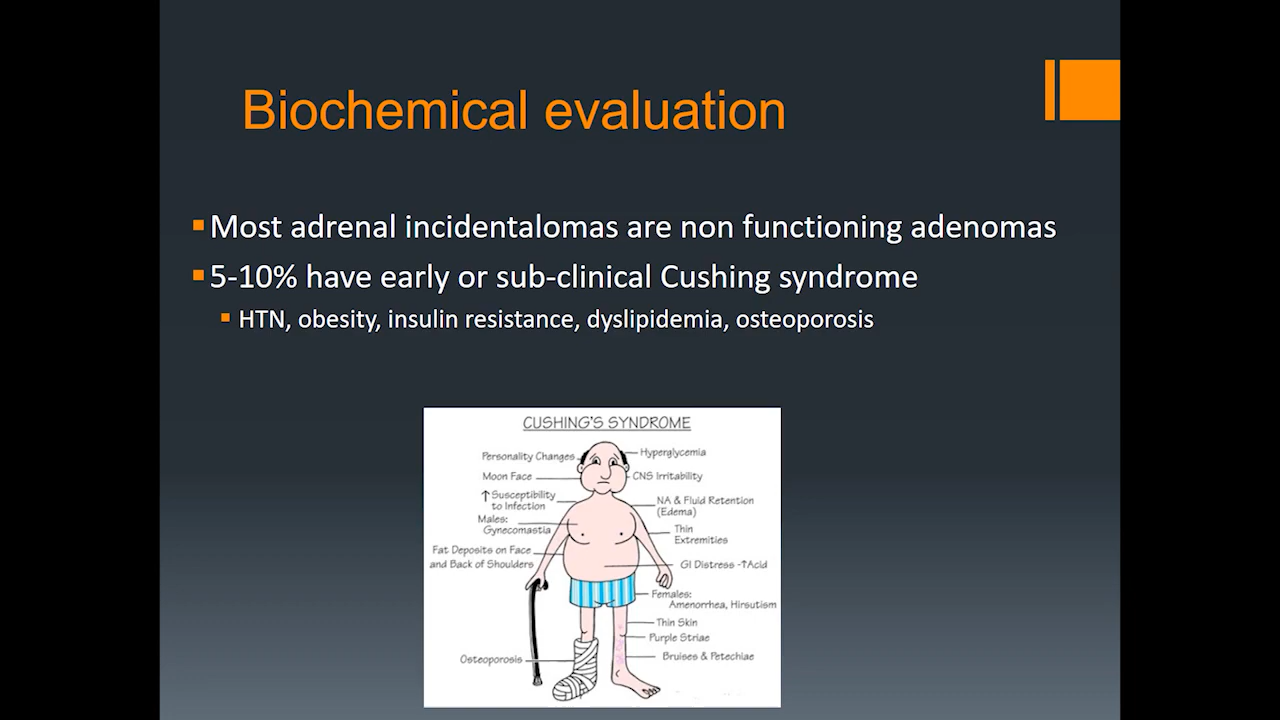 Biochemical evaluation
Most adrenal incidentalomas are non functioning adenomas
5-10% have early or sub-clinical Cushing syndrome
HTN, obesity, insulin resistance, dyslipidemia, osteoporosis
CUSHING'S SYNDROME
Personality Changes
Moon Face
↑ Susceptibility
to Infection
Males:
Gynecomastia
Fat Deposits on Face
and Back of Shoulders
Osteoporosis
Hyperglycemia
CNS Irritability
NA & Fluid Retention
(Edema)
Thin
Extremities
GI Distress -↑Acid
Females:
Amenorrhea, Hirsutism
Thin Skin
Purple Striae
Bruises & Petechiae